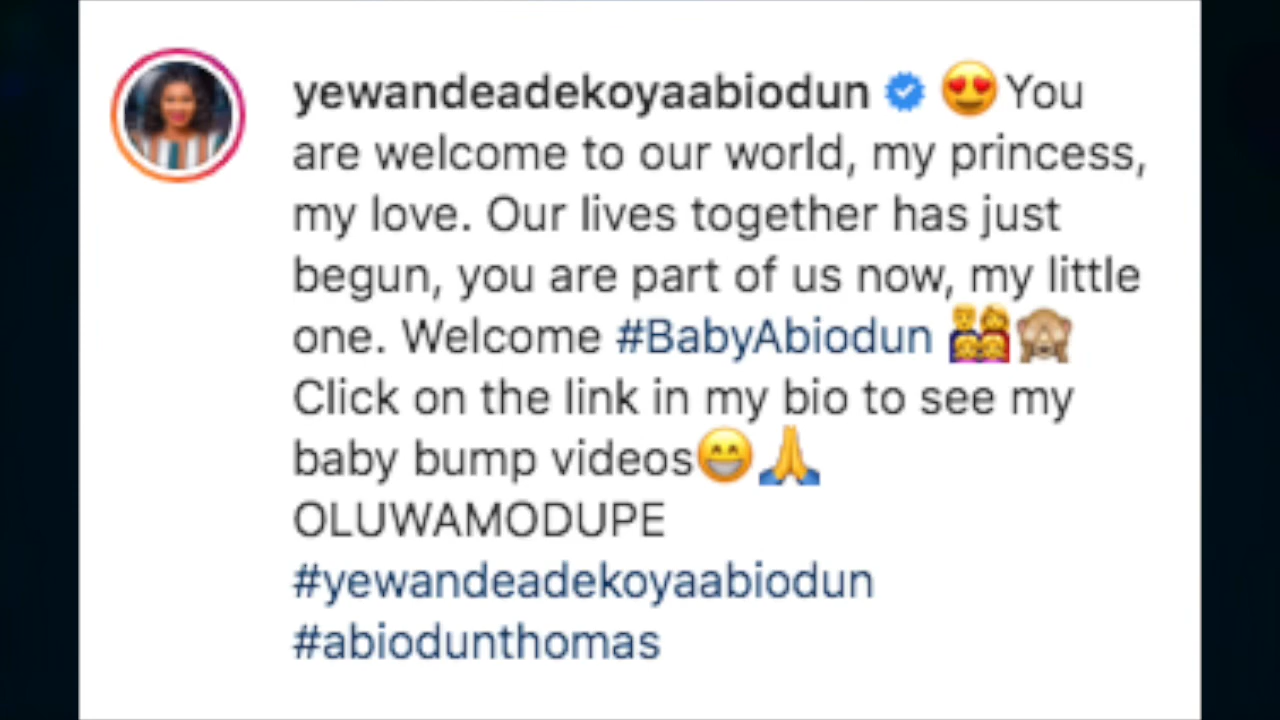 yewandeadekoyaabiodun 😍You
are welcome to our world, my princess,
my love. Our lives together has just
begun, you are part of us now, my little
one. Welcome #BabyAbiodun 👨‍👩‍👧‍👧🙈
Click on the link in my bio to see my
baby bump videos😁🙏
OLUWAMODUPE
#yewandeadekoyaabiodun
#abiodunthomas